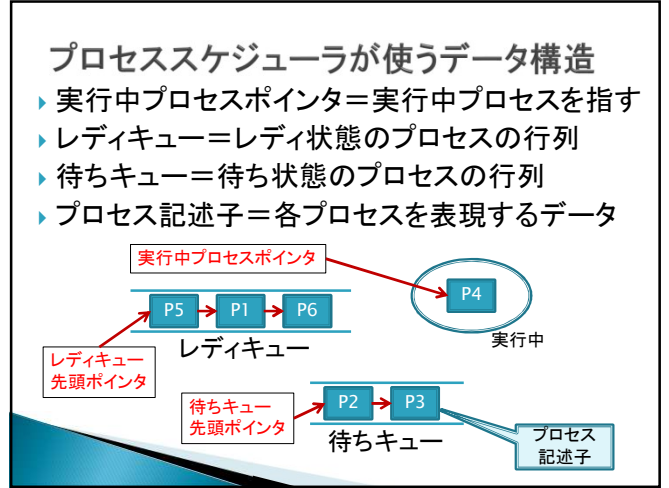 プロセススケジューラが使うデータ構造
実行中プロセスポインタ＝実行中プロセスを指す
レディキュー＝レディ状態のプロセスの行列
待ちキュー＝待ち状態のプロセスの行列
プロセス記述子＝各プロセスを表現するデータ
実行中プロセスポインタ
P4
P5 P1 P6
実行中
レディキュー
レディキュー
先頭ポインタ
P2 P3
待ちキュー
先頭ポインタ
待ちキュー
プロセス
記述子